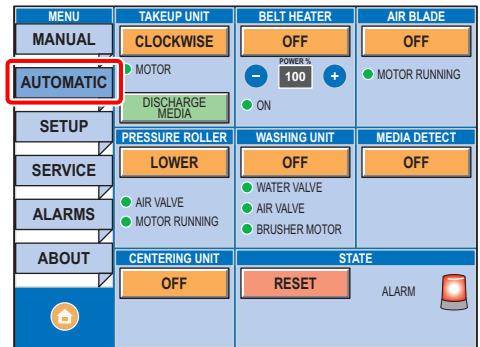 MENU
MANUAL
AUTOMATIC
SETUP
SERVICE
ALARMS
ABOUT
TAKEUP UNIT
CLOCKWISE
MOTOR
DISCHARGE
MEDIA
BELT HEATER
OFF
POWER %
- 100 +
ON
AIR BLADE
OFF
MOTOR RUNNING
PRESSURE ROLLER
LOWER
AIR VALVE
MOTOR RUNNING
WASHING UNIT
OFF
WATER VALVE
AIR VALVE
BRUSHER MOTOR
MEDIA DETECT
OFF
CENTERING UNIT
OFF
STATE
RESET
ALARM